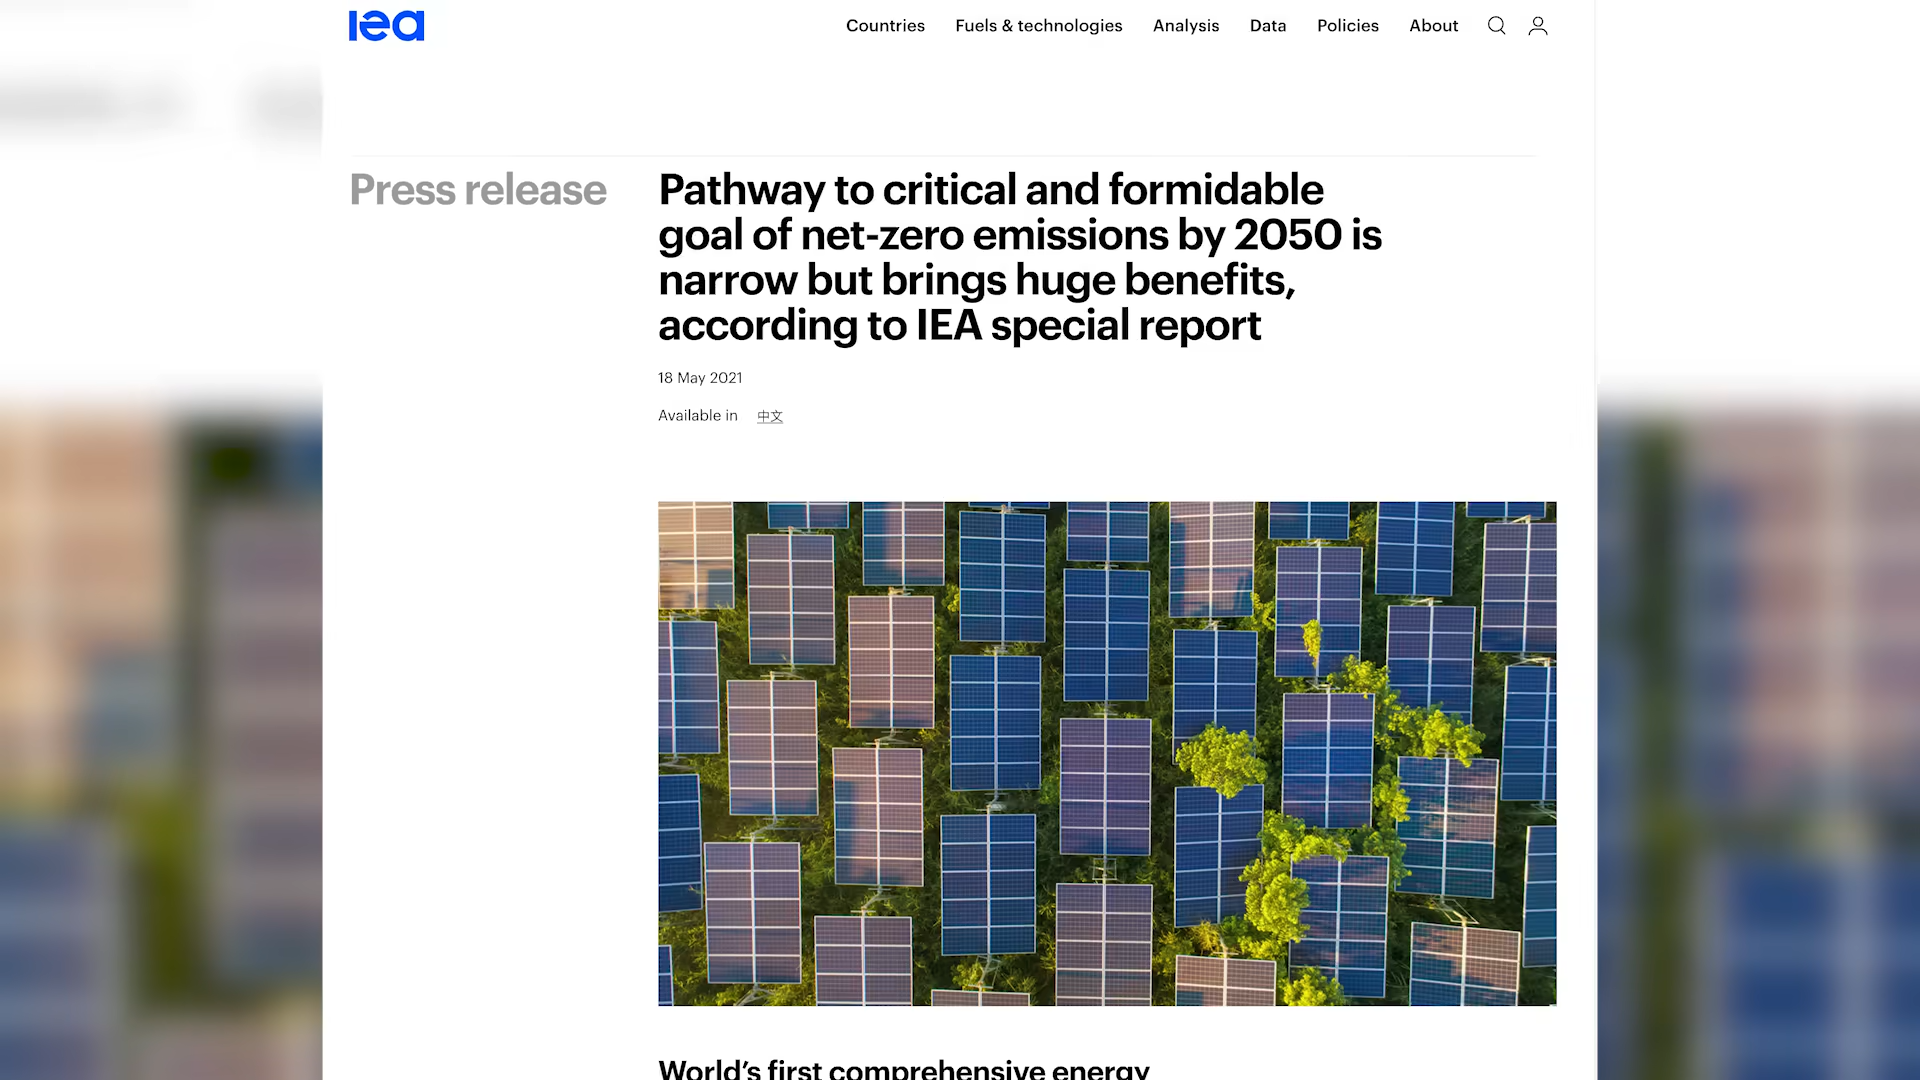 iea
Countries Fuels & technologies Analysis Data Policies About
Press release
Pathway to critical and formidable
goal of net-zero emissions by 2050 is
narrow but brings huge benefits,
according to IEA special report
18 May 2021
Available in 中文
World's first comprehensive energy